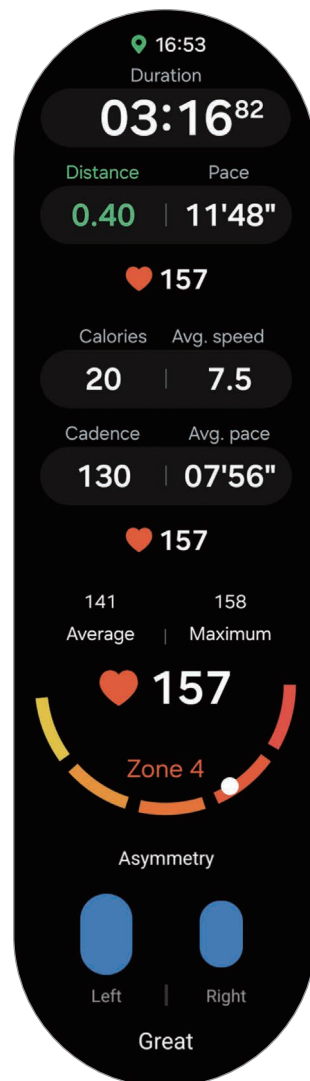 16:53
Duration
03:16 82
Distance Pace
0.40 | 11'48"
157
Calories Avg. speed
20 | 7.5
Cadence Avg. pace
130 | 07'56"
157
141 158
Average | Maximum
157
Zone 4
Asymmetry
Left | Right
Great